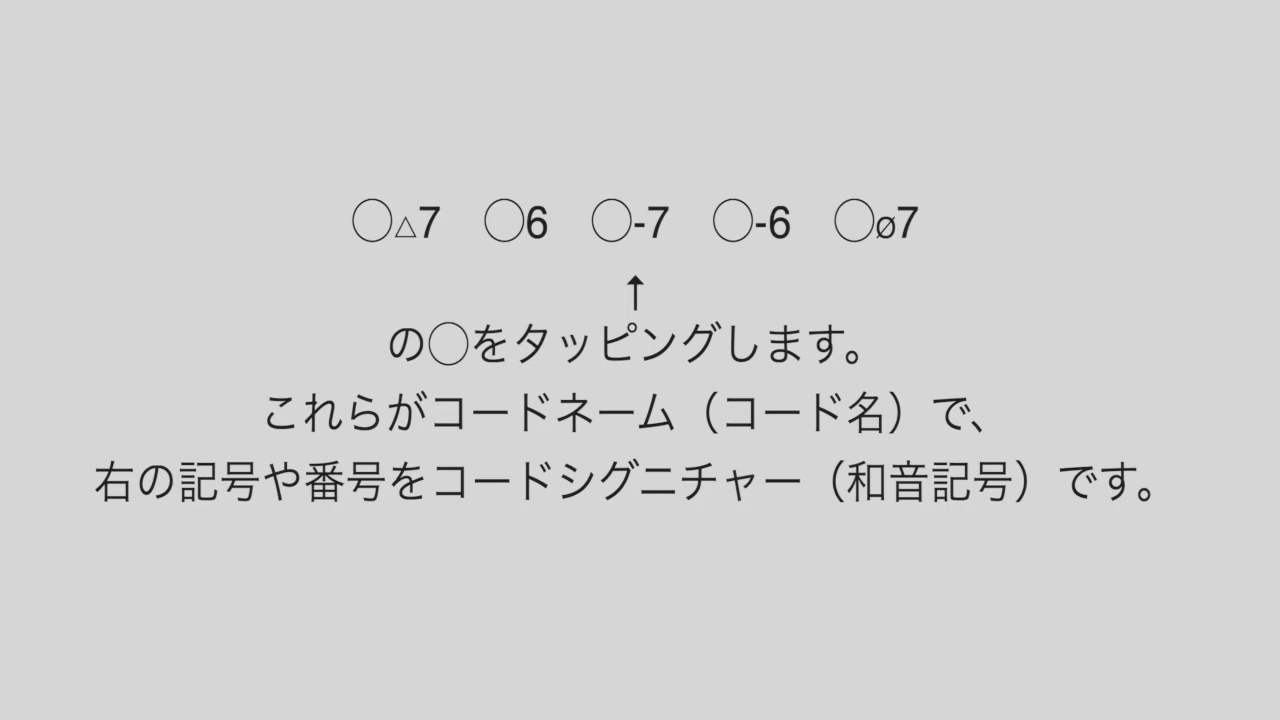 ◯△7 ◯6 ◯-7 ◯-6 ◯ø7
↑
の◯をタッピングします。
これらがコードネーム（コード名）で、
右の記号や番号をコードシグニチャー（和音記号）です。